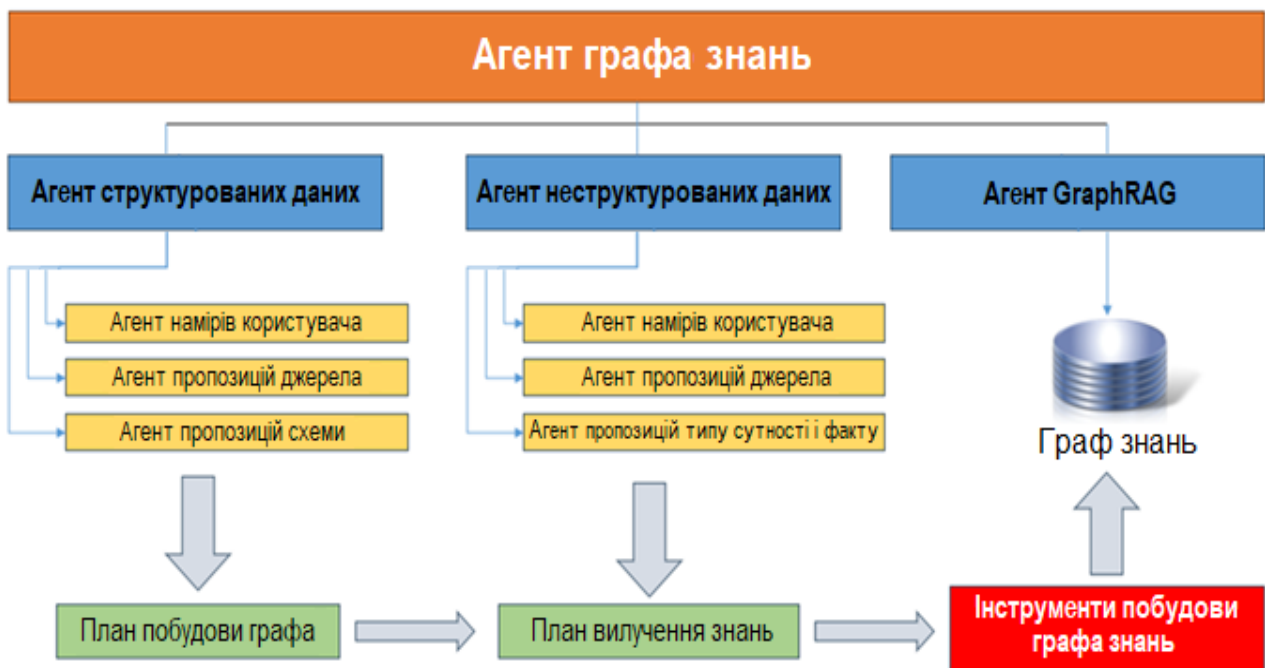 Агент графа знань
Агент структурованих даних
Агент неструктурованих даних
Агент GraphRAG
Агент намірів користувача
Агент пропозицій джерела
Агент пропозицій схеми
Агент намірів користувача
Агент пропозицій джерела
Агент пропозицій типу сутності і факту
Граф знань
План побудови графа
План вилучення знань
Інструменти побудови
графа знань